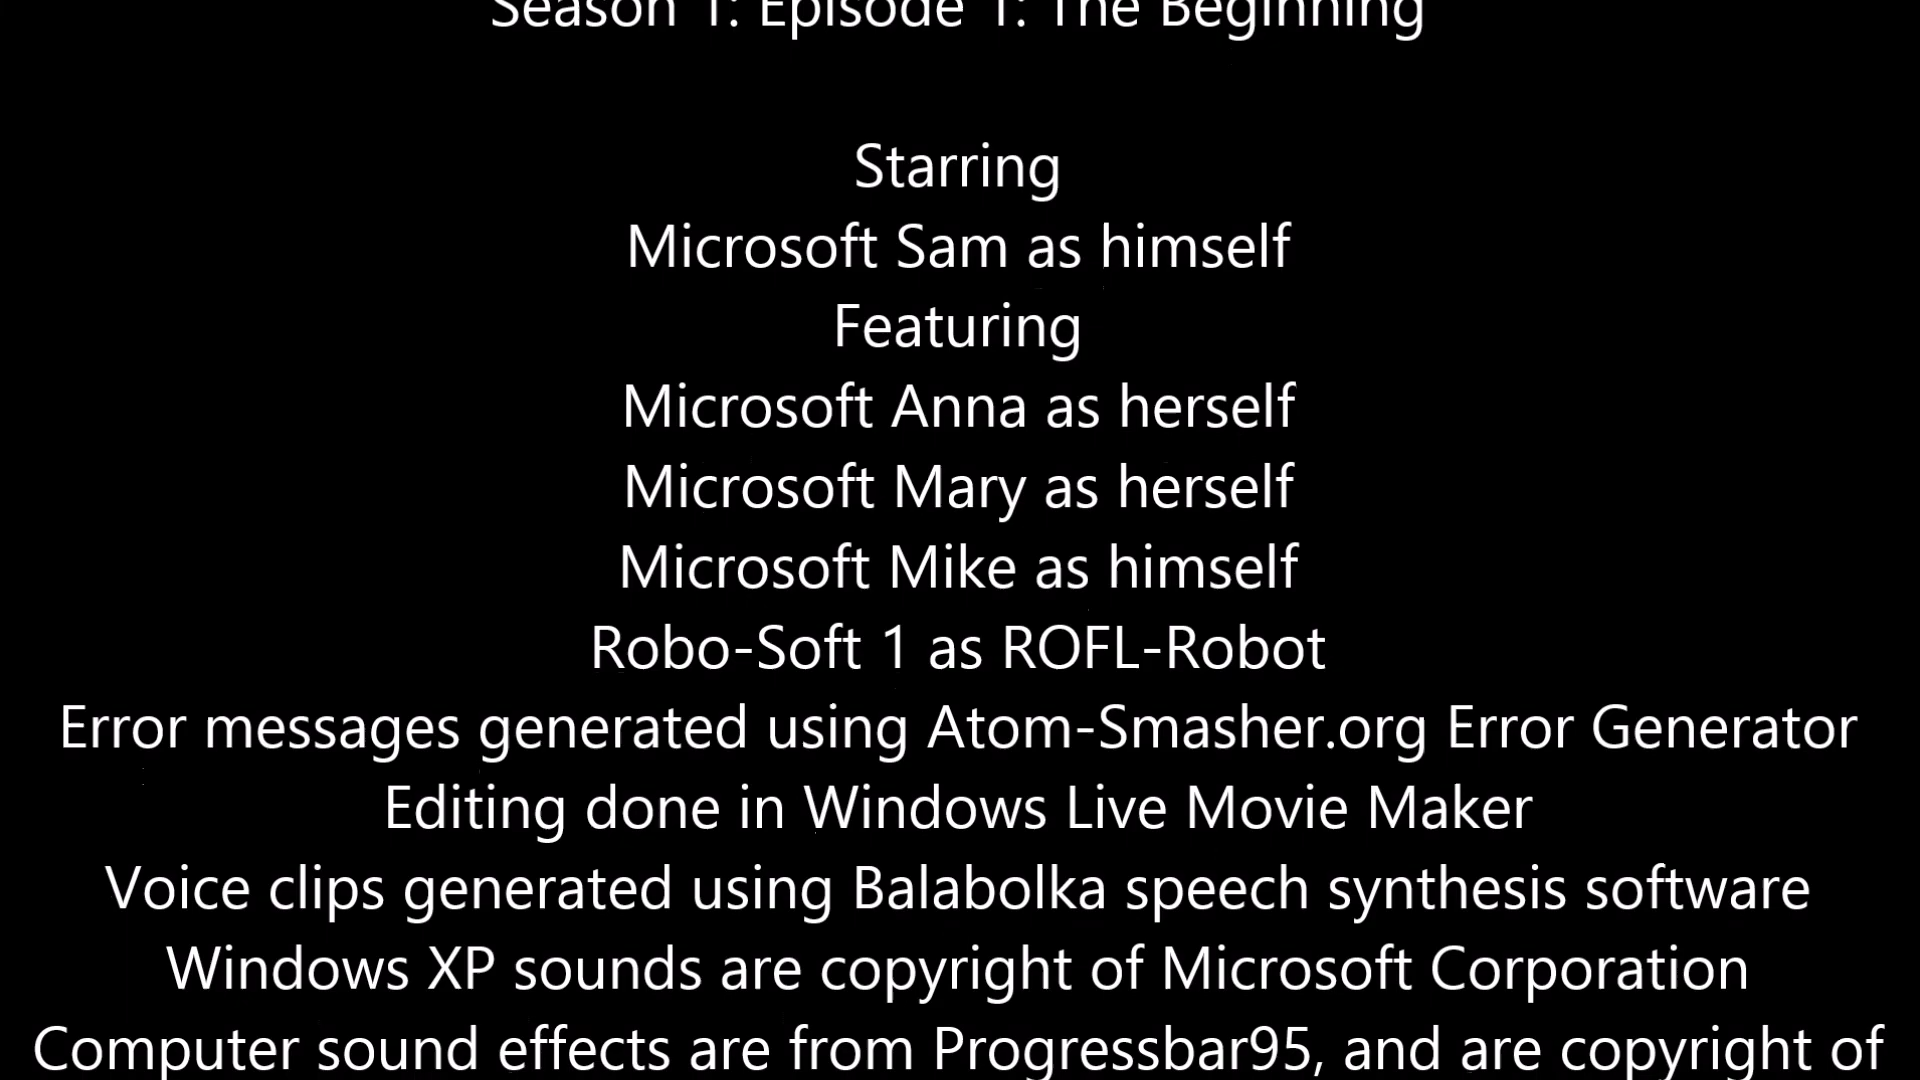 Season 1: Episode 1: The Beginning
Starring
Microsoft Sam as himself
Featuring
Microsoft Anna as herself
Microsoft Mary as herself
Microsoft Mike as himself
Robo-Soft 1 as ROFL-Robot
Error messages generated using Atom-Smasher.org Error Generator
Editing done in Windows Live Movie Maker
Voice clips generated using Balabolka speech synthesis software
Windows XP sounds are copyright of Microsoft Corporation
Computer sound effects are from Progressbar95, and are copyright of